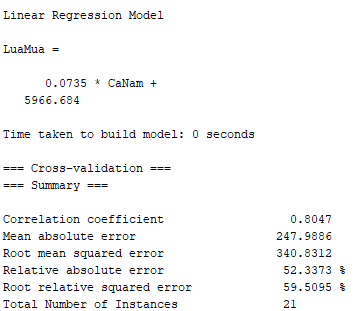 Linear Regression Model
LuaMua =
0.0735 * CaNam +
5966.684
Time taken to build model: 0 seconds
=== Cross-validation ===
=== Summary ===
Correlation coefficient 0.8047
Mean absolute error 247.9886
Root mean squared error 340.8312
Relative absolute error 52.3373 %
Root relative squared error 59.5095 %
Total Number of Instances 21